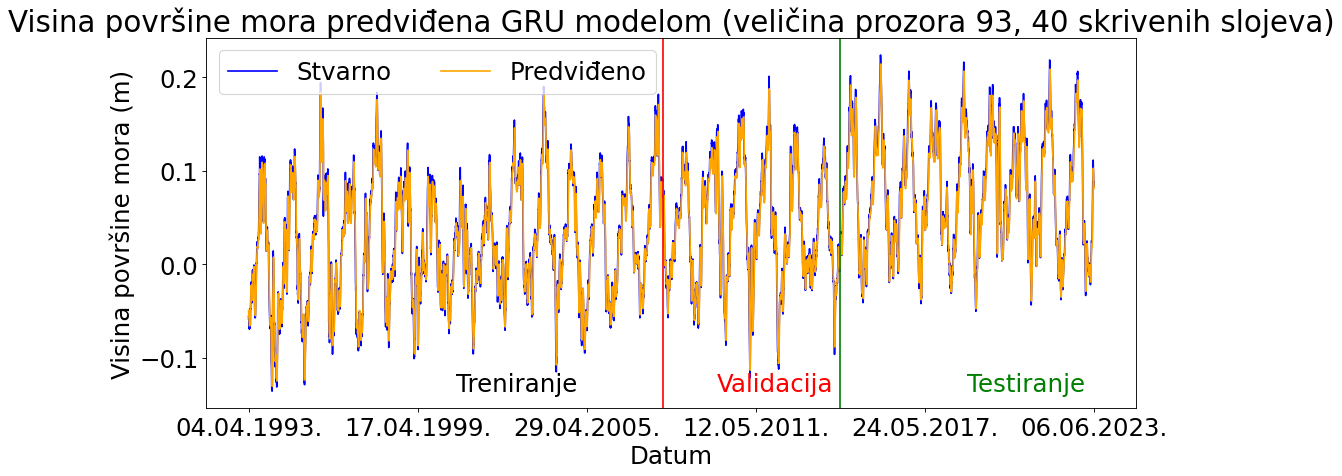 Visina površine mora predviđena GRU modelom (veličina prozora 93, 40 skrivenih slojeva)
Stvarno
Predviđeno
Visina površine mora (m)
0.2
0.1
0.0
−0.1
Treniranje
Validacija
Testiranje
04.04.1993.
17.04.1999.
29.04.2005.
12.05.2011.
24.05.2017.
06.06.2023.
Datum